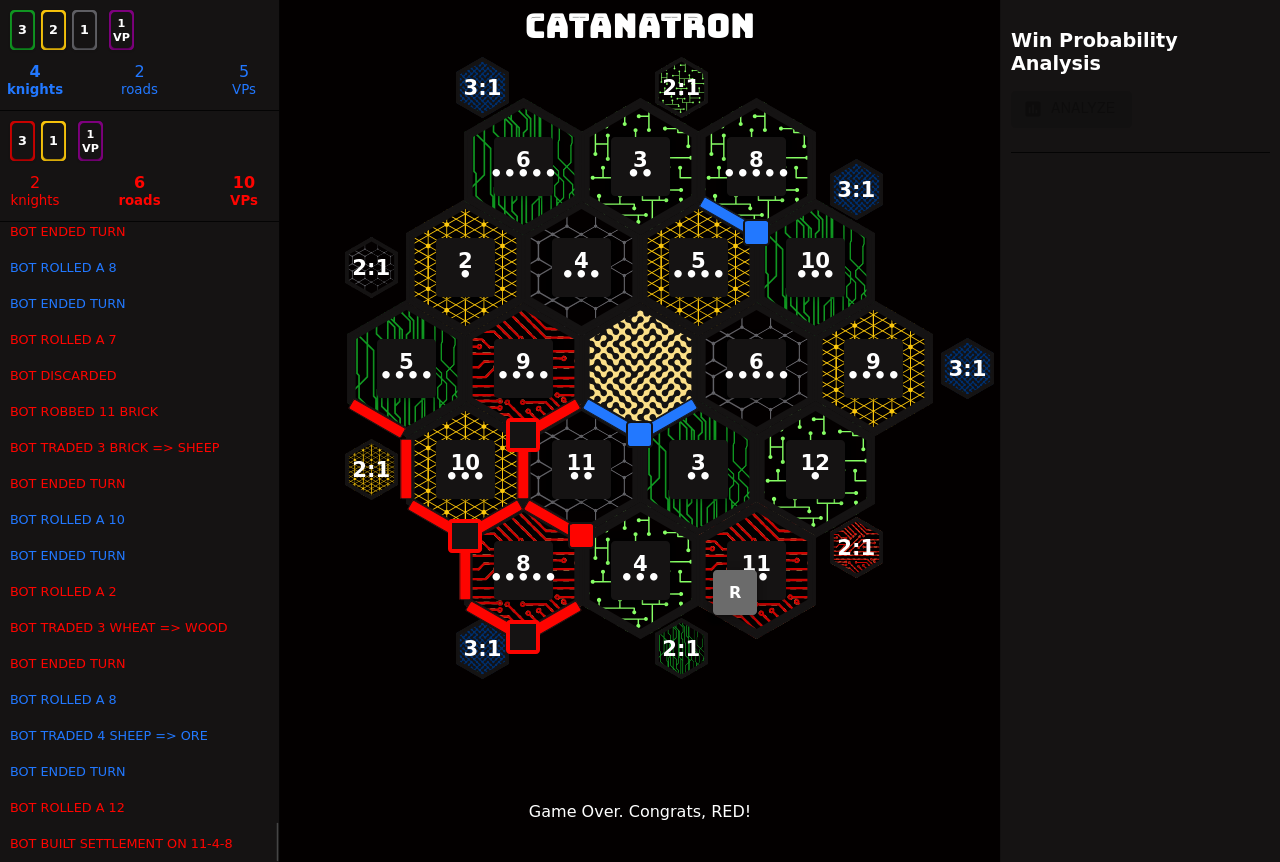 CATANATRON
3 2 1 1 VP
4 knights 2 roads 5 VPs
3 1 1 VP
2 knights 6 roads 10 VPs
BOT ENDED TURN
BOT ROLLED A 8
BOT ENDED TURN
BOT ROLLED A 7
BOT DISCARDED
BOT ROBBED 11 BRICK
BOT TRADED 3 BRICK => SHEEP
BOT ENDED TURN
BOT ROLLED A 10
BOT ENDED TURN
BOT ROLLED A 2
BOT TRADED 3 WHEAT => WOOD
BOT ENDED TURN
BOT ROLLED A 8
BOT TRADED 4 SHEEP => ORE
BOT ENDED TURN
BOT ROLLED A 12
BOT BUILT SETTLEMENT ON 11-4-8
3:1 2:1
6 3 8
3:1
2:1 2 4 5 10
5 9 6 9 3:1
2:1 10 11 3 12
2:1
8 4 11
R
3:1 2:1
Game Over. Congrats, RED!
Win Probability
Analysis
ANALYZE